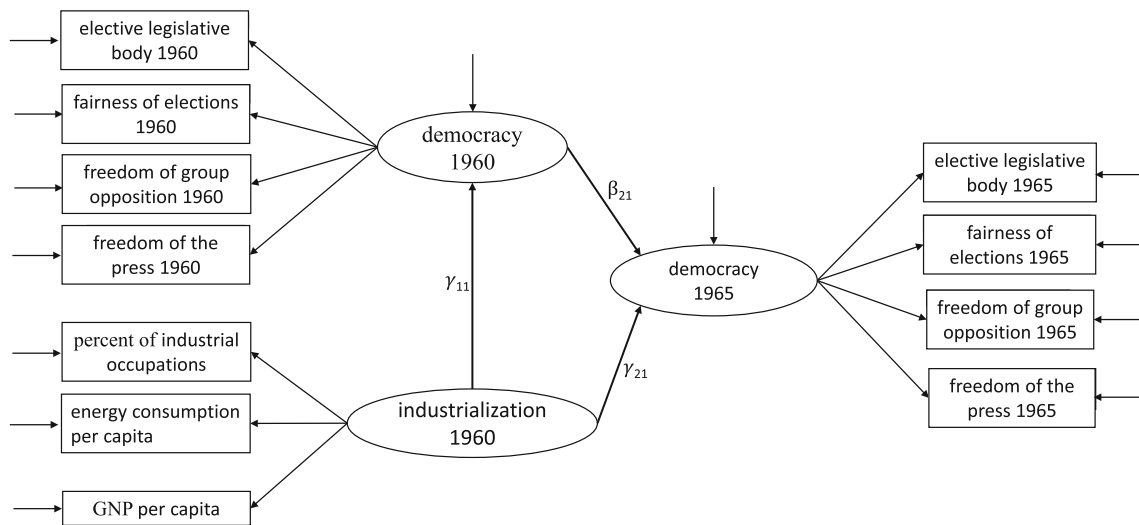 elective legislative
body 1960
fairness of elections
1960
freedom of group
opposition 1960
freedom of the
press 1960
percent of industrial
occupations
energy consumption
per capita
GNP per capita
democracy
1960
γ11
industrialization
1960
β21
γ21
democracy
1965
elective legislative
body 1965
fairness of
elections 1965
freedom of group
opposition 1965
freedom of the
press 1965